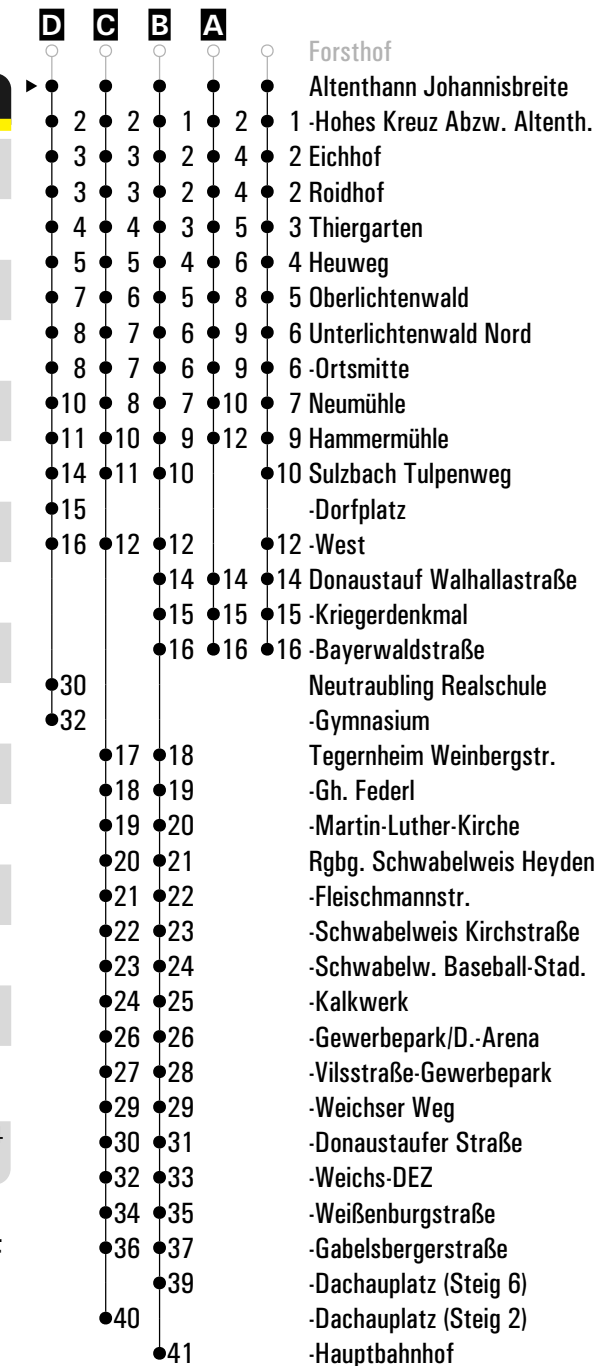 D C B A
Forsthof
Altenthann Johannisbreite
2 2 1 2 1 -Hohes Kreuz Abzw. Altenth.
3 3 2 4 2 Eichhof
3 3 2 4 2 Roidhof
4 4 3 5 3 Thiergarten
5 5 4 6 4 Heuweg
7 6 5 8 5 Oberlichtenwald
8 7 6 9 6 Unterlichtenwald Nord
8 7 6 9 6 -Ortsmitte
10 8 7 10 7 Neumühle
11 10 9 12 9 Hammermühle
14 11 10 10 Sulzbach Tulpenweg
15 -Dorfplatz
16 12 12 12 -West
14 14 14 Donaustauf Walhallastraße
15 15 15 -Kriegerdenkmal
16 16 16 -Bayerwaldstraße
30 Neutraubling Realschule
32 -Gymnasium
17 18 Tegernheim Weinbergstr.
18 19 -Gh. Federl
19 20 -Martin-Luther-Kirche
20 21 Rgbg. Schwabelweis Heyden
21 22 -Fleischmannstr.
22 23 -Schwabelweis Kirchstraße
23 24 -Schwabelw. Baseball-Stad.
24 25 -Kalkwerk
26 26 -Gewerbepark/D.-Arena
27 28 -Vilsstraße-Gewerbepark
29 29 -Weichser Weg
30 31 -Donaustaufer Straße
32 33 -Weichs-DEZ
34 35 -Weißenburgstraße
36 37 -Gabelsbergerstraße
39 -Dachauplatz (Steig 6)
40 -Dachauplatz (Steig 2)
41 -Hauptbahnhof